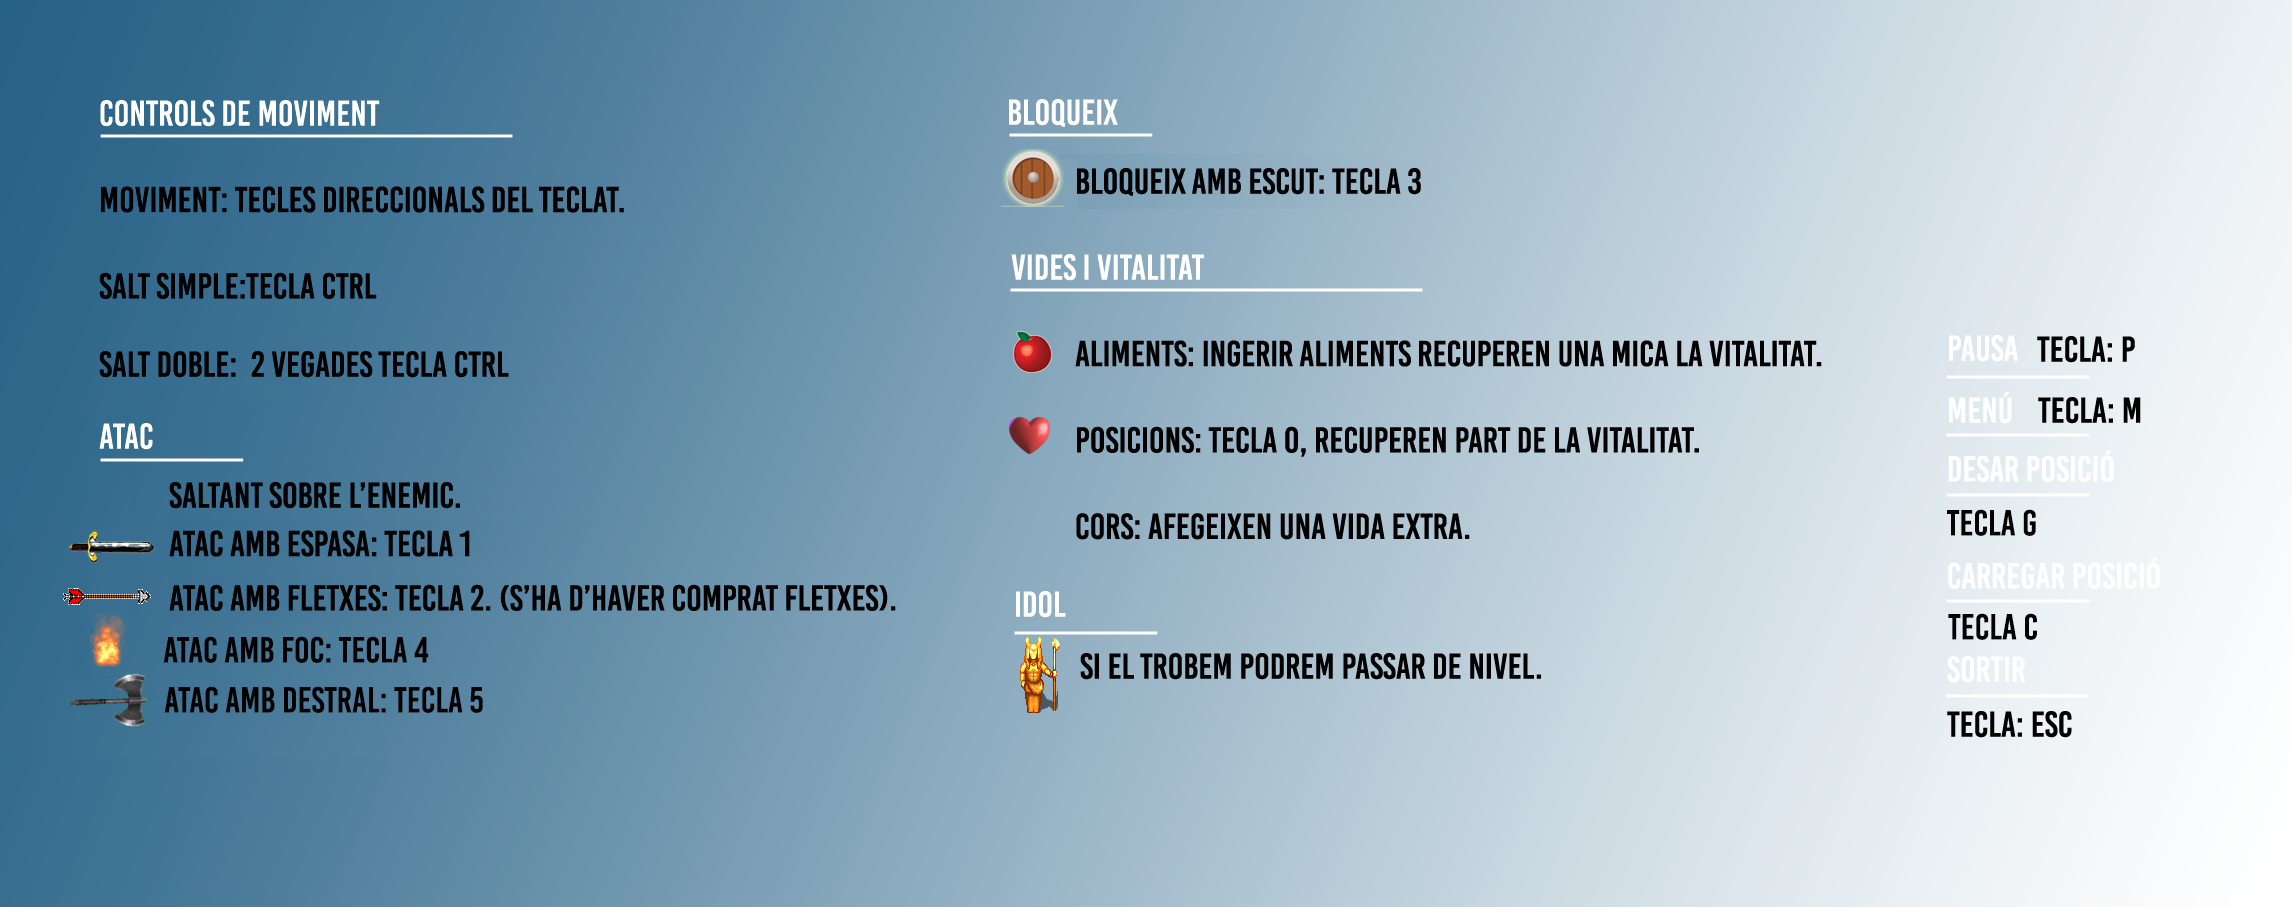 CONTROLS DE MOVIMENT
MOVIMENT: TECLES DIRECCIONALS DEL TECLAT.
SALT SIMPLE:TECLA CTRL
SALT DOBLE: 2 VEGADES TECLA CTRL
ATAC
SALTANT SOBRE L'ENEMIC.
ATAC AMB ESPASA: TECLA 1
ATAC AMB FLETXES: TECLA 2. (S'HA D'HAVER COMPRAT FLETXES).
ATAC AMB FOC: TECLA 4
ATAC AMB DESTRAL: TECLA 5
BLOQUEIX
BLOQUEIX AMB ESCUT: TECLA 3
VIDES I VITALITAT
ALIMENTS: INGERIR ALIMENTS RECUPEREN UNA MICA LA VITALITAT.
POSICIONS: TECLA O, RECUPEREN PART DE LA VITALITAT.
CORS: AFEGEIXEN UNA VIDA EXTRA.
IDOL
SI EL TROBEM PODREM PASSAR DE NIVEL.
PAUSA TECLA: P
MENÚ TECLA: M
DESAR POSICIÓ
TECLA G
CARREGAR POSICIÓ
TECLA C
SORTIR
TECLA: ESC